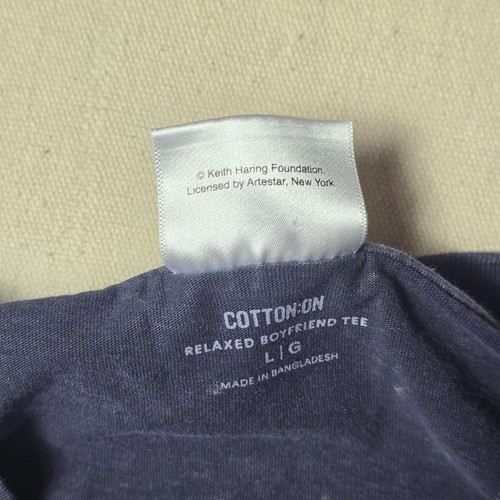 © Keith Haring Foundation.
Licensed by Artestar, New York.
COTTON:ON
RELAXED BOYFRIEND TEE
L | G
MADE IN BANGLADESH